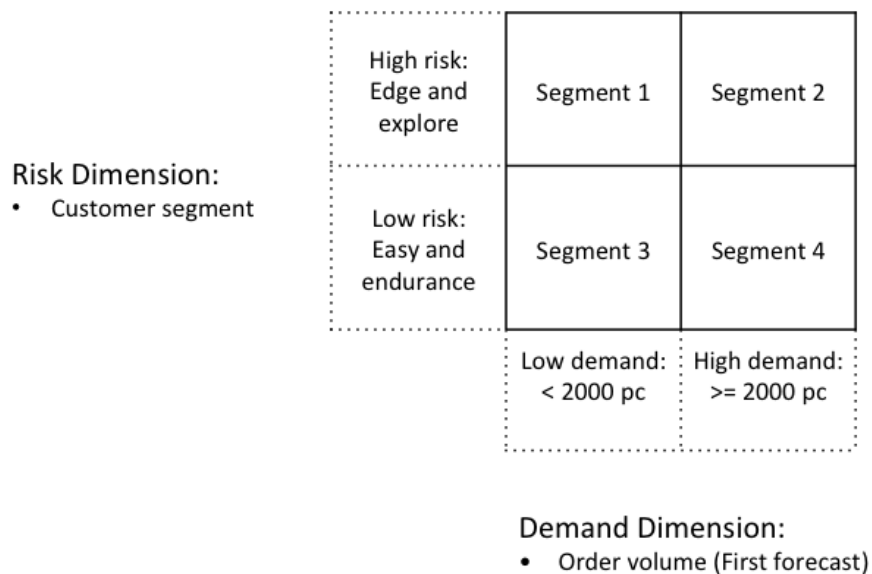 High risk:
Edge and
explore
Segment 1
Segment 2
Risk Dimension:
• Customer segment
Low risk:
Easy and
endurance
Segment 3
Segment 4
Low demand:
< 2000 pc
High demand:
>= 2000 pc
Demand Dimension:
• Order volume (First forecast)